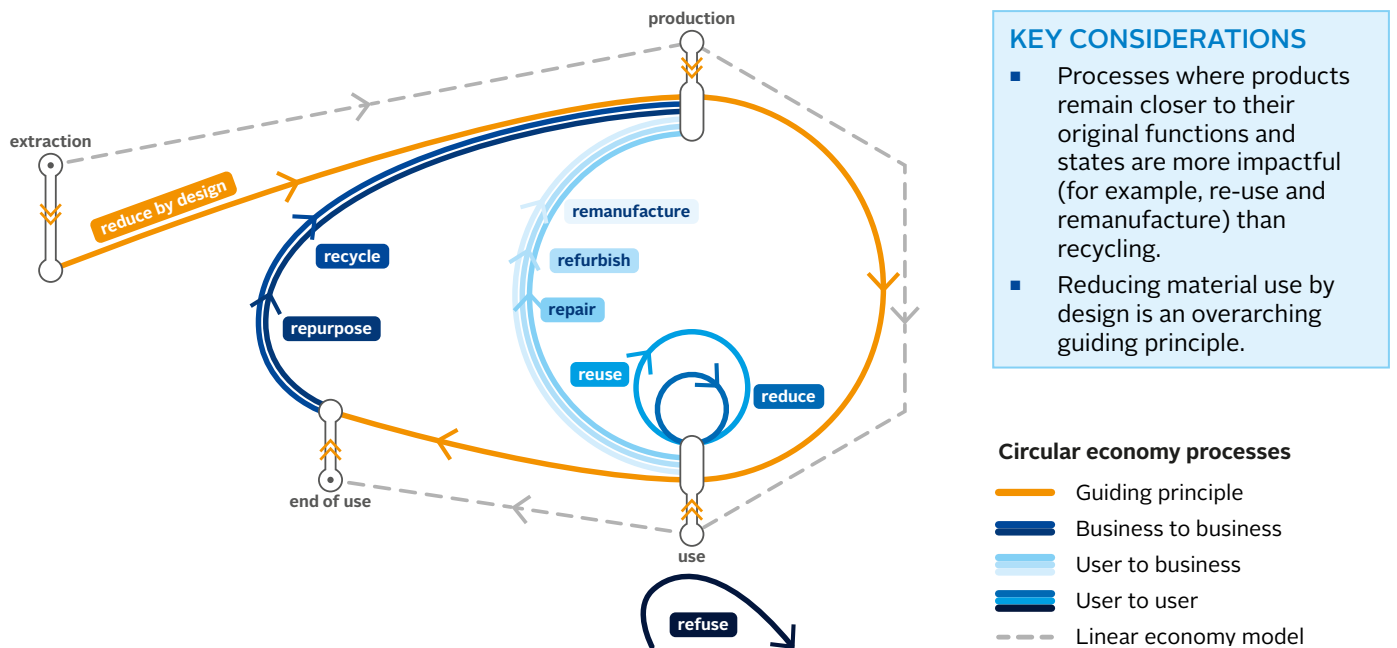 production
extraction
reduce by design
remanufacture
recycle
refurbish
repair
repurpose
reuse
reduce
end of use
use
refuse
KEY CONSIDERATIONS
▪ Processes where products
remain closer to their
original functions and
states are more impactful
(for example, re-use and
remanufacture) than
recycling.
▪ Reducing material use by
design is an overarching
guiding principle.
Circular economy processes
Guiding principle
Business to business
User to business
User to user
Linear economy model